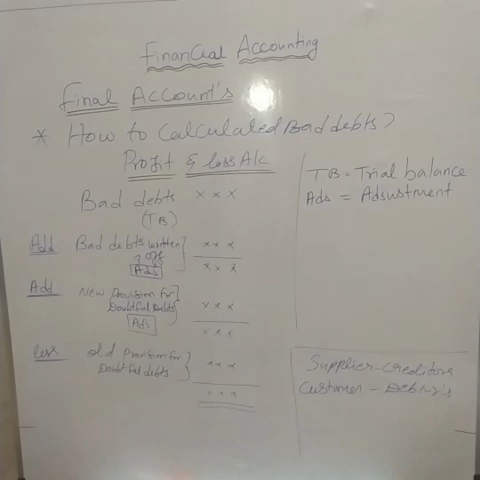 Financial Accounting
Final Account's
* How to Calculated Bad debts?
Profit & loss A/c
Bad debts x x x
(TB)
Add Bad debts written x x x
off
Ads x x x
Add New Provision for
Doubtful Debts x x x
Ads x x x
less old Provision for
Doubtful debts x x x
x x x
TB = Trial balance
Ads = Adsustment
Supplier - Creditors
Customer - Debtor's